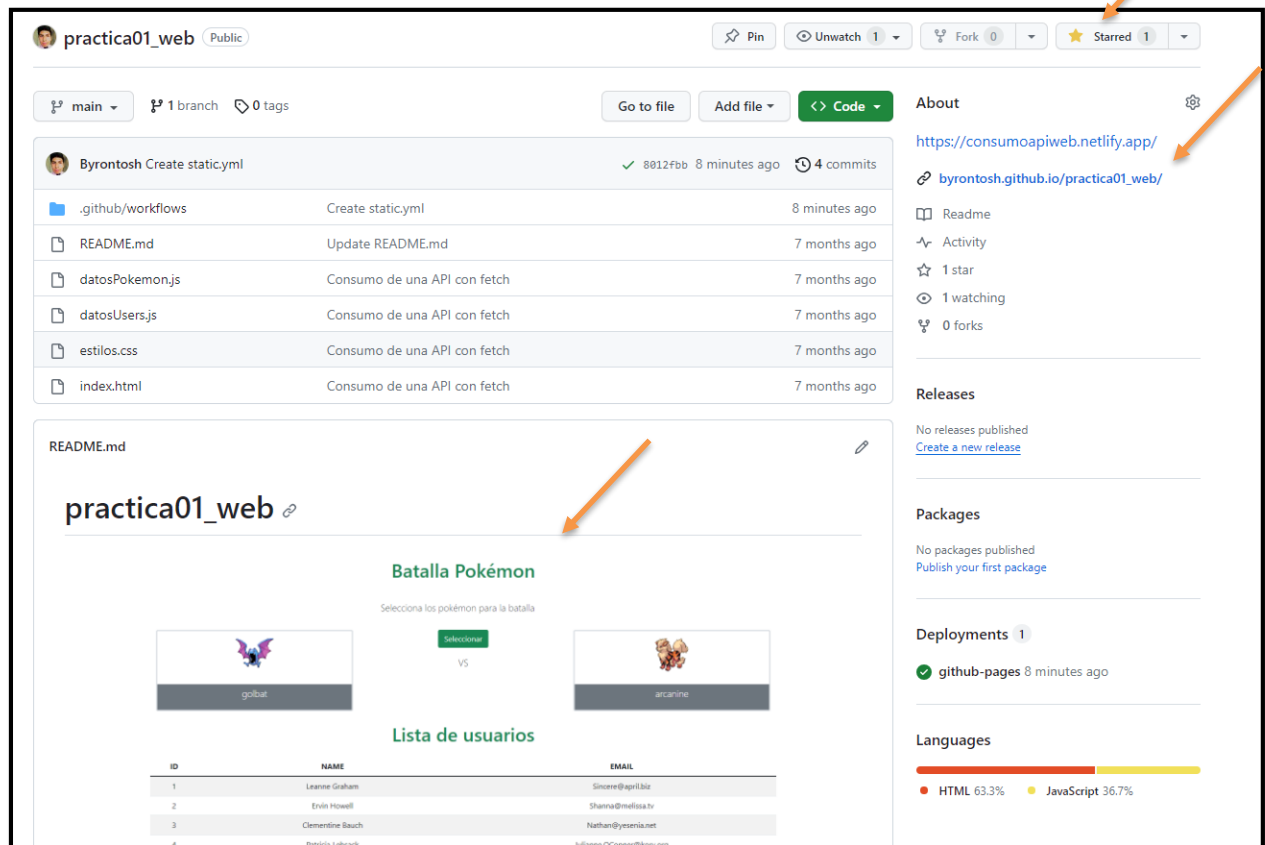 practica01_web Public Pin Unwatch 1 Fork 0 Starred 1
main 1 branch 0 tags Go to file Add file <> Code
Byrontosh Create static.yml 8012fbb 8 minutes ago 4 commits
.github/workflows Create static.yml 8 minutes ago
README.md Update README.md 7 months ago
datosPokemon.js Consumo de una API con fetch 7 months ago
datosUsers.js Consumo de una API con fetch 7 months ago
estilos.css Consumo de una API con fetch 7 months ago
index.html Consumo de una API con fetch 7 months ago
README.md
practica01_web
Batalla Pokémon
Selecciona los pokémon para la batalla
Seleccionar
VS
golbat arcanine
Lista de usuarios
ID NAME EMAIL
1 Leanne Graham Sincere@april.biz
2 Ervin Howell Shanna@melissa.tv
3 Clementine Bauch Nathan@yesenia.net
About
https://consumoapiweb.netlify.app/
byrontosh.github.io/practica01_web/
Readme
Activity
1 star
1 watching
0 forks
Releases
No releases published
Create a new release
Packages
No packages published
Publish your first package
Deployments 1
github-pages 8 minutes ago
Languages
HTML 63.3% JavaScript 36.7%